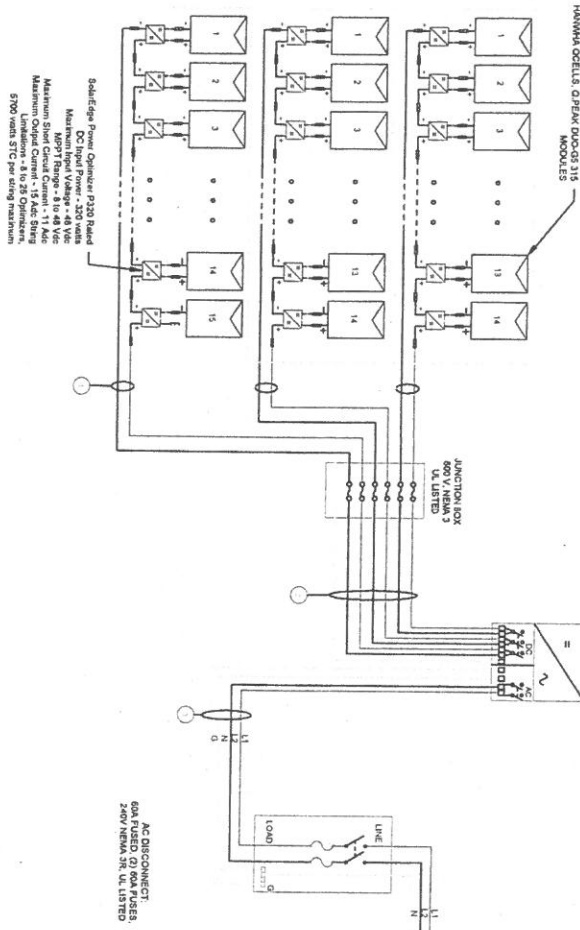 HANWHA QCELLS, Q.PEAK DUO-G5 315
MODULES
1
2
3
13
14
1
2
3
13
14
1
2
3
14
15
SolarEdge Power Optimizer P320 Rated
DC Input Power - 320 watts
Maximum Input Voltage - 48 Vdc
MPPT Range - 8 to 48 Vdc
Maximum Short Circuit Current - 11 Adc
Maximum Output Current - 15 Adc String
Limitations - 8 to 25 Optimizers,
5700 watts STC per string maximum
JUNCTION BOX
600 V, NEMA 3
UL LISTED
DC
AC
L1
L2
N
G
LINE
LOAD
G
L1
L2
N
AC DISCONNECT:
60A FUSED, (2) 60A FUSES,
240V NEMA 3R, UL LISTED